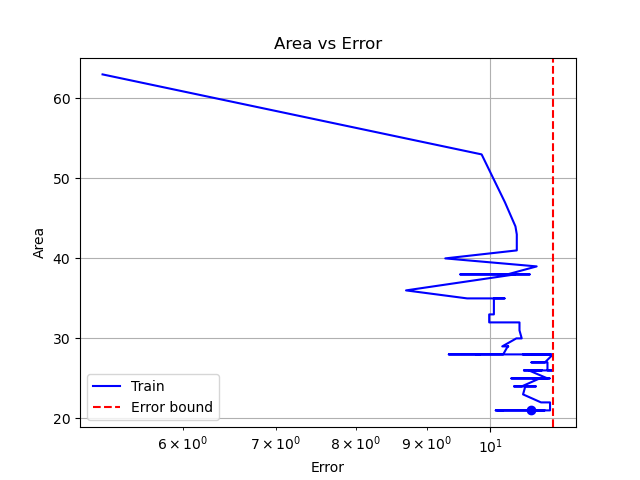 Area vs Error
60
50
40
30
20
Area
Train
Error bound
6 × 10⁰
7 × 10⁰
8 × 10⁰
9 × 10⁰
10¹
Error